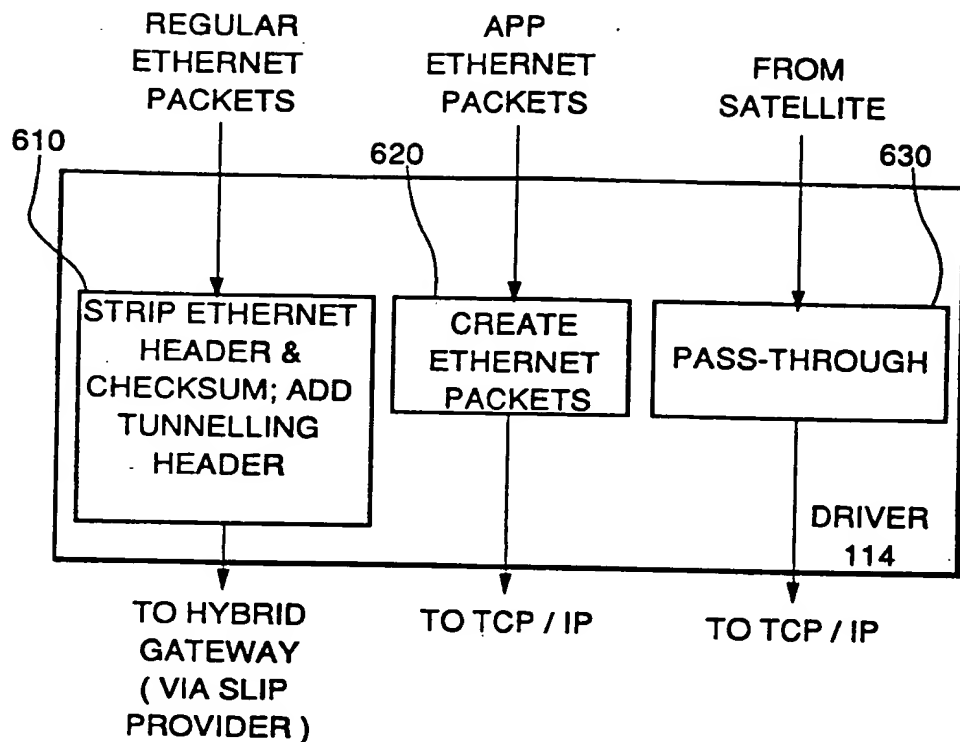 REGULAR
ETHERNET
PACKETS
APP
ETHERNET
PACKETS
FROM
SATELLITE
610
620
630
STRIP ETHERNET
HEADER &
CHECKSUM; ADD
TUNNELLING
HEADER
CREATE
ETHERNET
PACKETS
PASS-THROUGH
DRIVER
114
TO HYBRID
GATEWAY
( VIA SLIP
PROVIDER )
TO TCP / IP
TO TCP / IP